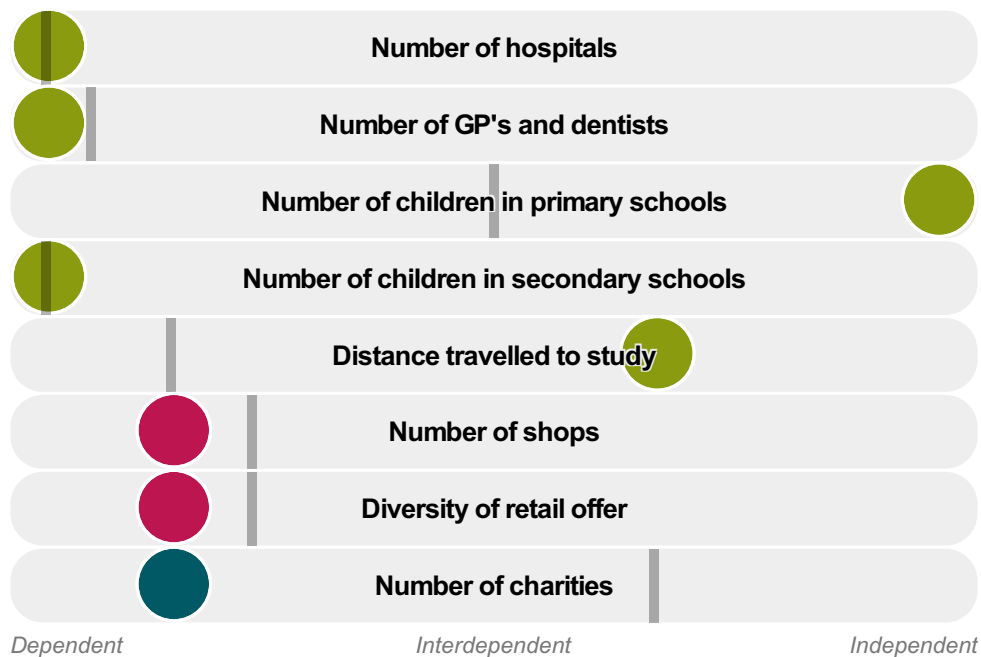 Number of hospitals
Number of GP's and dentists
Number of children in primary schools
Number of children in secondary schools
Distance travelled to study
Number of shops
Diversity of retail offer
Number of charities
Dependent Interdependent Independent